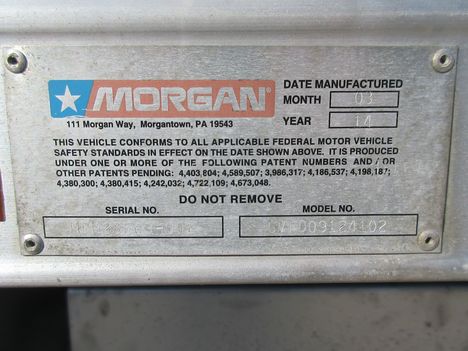 MORGAN
DATE MANUFACTURED
MONTH 03
YEAR 14
111 Morgan Way, Morgantown, PA 19543
THIS VEHICLE CONFORMS TO ALL APPLICABLE FEDERAL MOTOR VEHICLE
SAFETY STANDARDS IN EFFECT ON THE DATE SHOWN ABOVE. IT IS PRODUCED
UNDER ONE OR MORE OF THE FOLLOWING PATENT NUMBERS AND / OR
OTHER PATENTS PENDING: 4,403,804; 4,589,507; 3,986,317; 4,186,537; 4,198,187;
4,380,300; 4,380,415; 4,242,032; 4,722,109; 4,673,048.
DO NOT REMOVE
SERIAL NO.
MODEL NO.